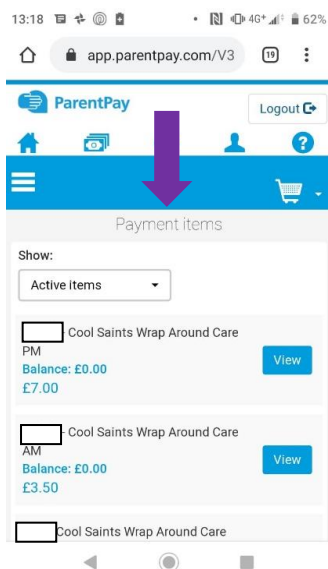 13:18 4G+ 62%
app.parentpay.com/V3 19
ParentPay Logout
?
Payment items
Show:
Active items
- Cool Saints Wrap Around Care
PM
Balance: £0.00
£7.00
View
- Cool Saints Wrap Around Care
AM
Balance: £0.00
£3.50
View
Cool Saints Wrap Around Care